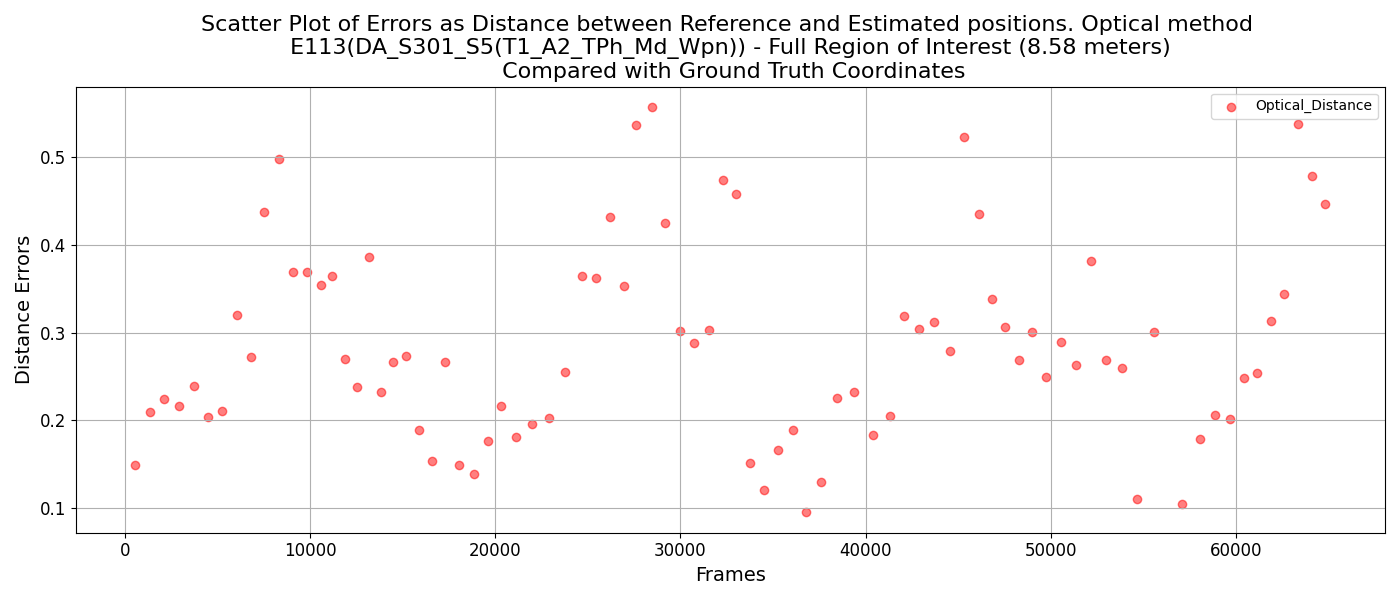 Scatter Plot of Errors as Distance between Reference and Estimated positions. Optical method
E113(DA_S301_S5(T1_A2_TPh_Md_Wpn)) - Full Region of Interest (8.58 meters)
Compared with Ground Truth Coordinates
Optical_Distance
Distance Errors
0.5
0.4
0.3
0.2
0.1
0 10000 20000 30000 40000 50000 60000
Frames